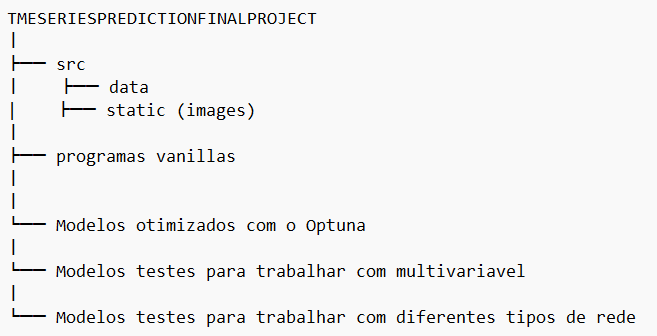 TMESERIESPREDICTIONFINALPROJECT
|
├── src
|    ├── data
|    ├── static (images)
|
├── programas vanillas
|
|
└── Modelos otimizados com o Optuna
|
└── Modelos testes para trabalhar com multivariavel
|
└── Modelos testes para trabalhar com diferentes tipos de rede